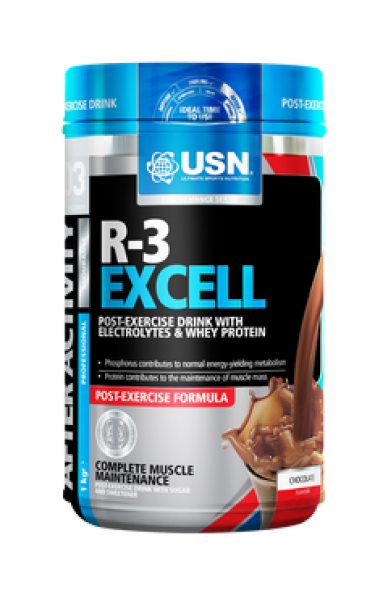 IDEAL TIME
TO USE
EXERCISE DRINK
POST-EXERCISE
USN
ULTIMATE SPORTS NUTRITION
R-3
EXCELL
POST-EXERCISE DRINK WITH
ELECTROLYTES & WHEY PROTEIN
• Phosphorus contributes to normal energy-yielding metabolism
• Protein contributes to the maintenance of muscle mass
POST-EXERCISE FORMULA
COMPLETE MUSCLE
MAINTENANCE
POST-EXERCISE DRINK WITH SUGAR
AND SWEETENER
CHOCOLATE
AFTER ACTIVITY
PROFESSIONAL
1 kg